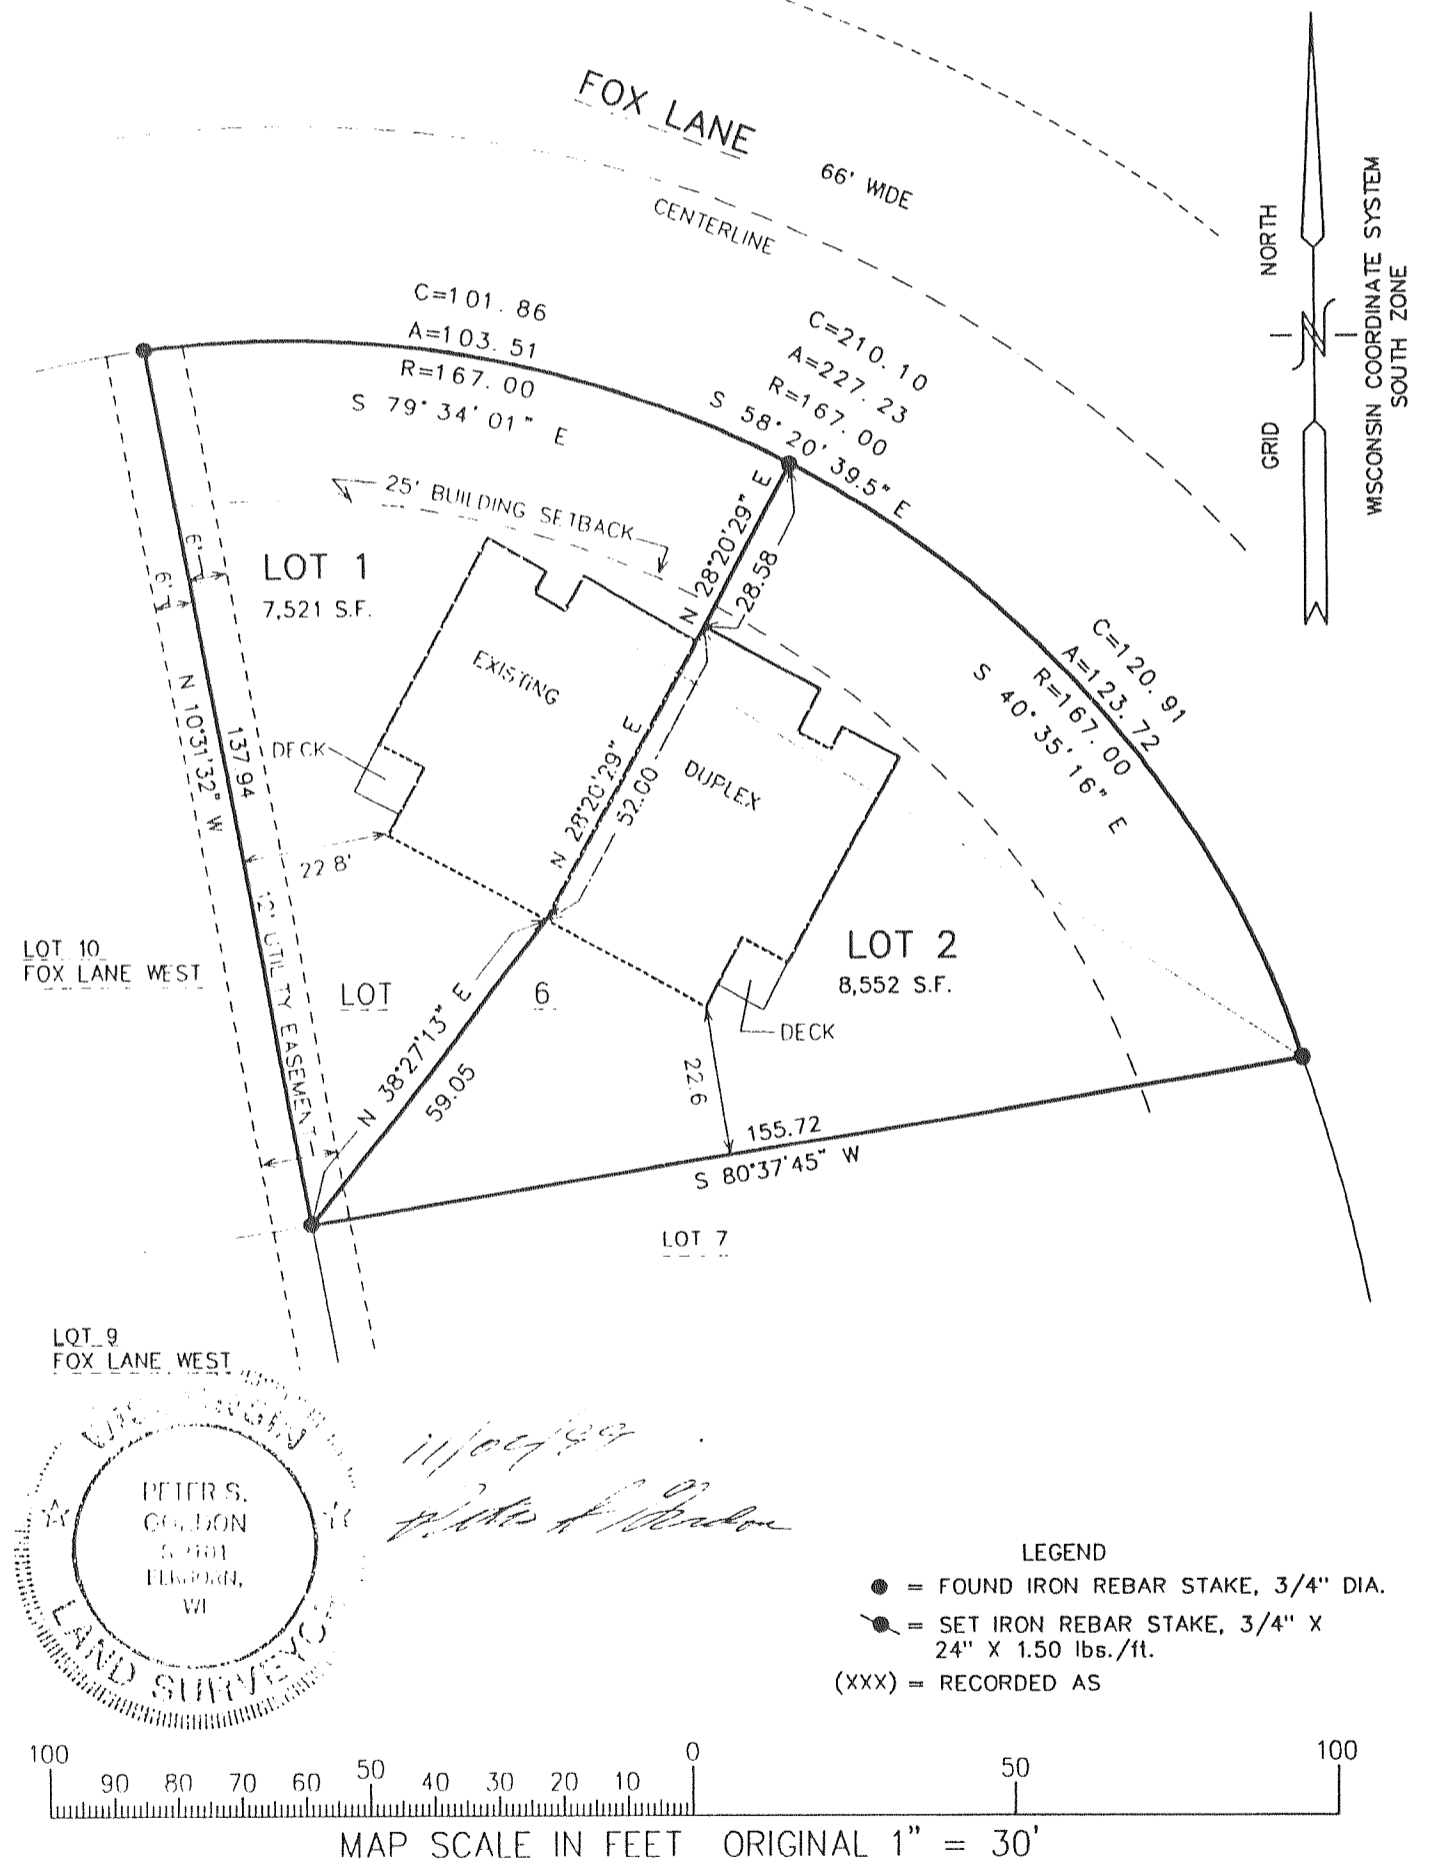 FOX LANE
66' WIDE
CENTERLINE
NORTH
GRID
WISCONSIN COORDINATE SYSTEM
SOUTH ZONE
C=101.86
A=103.51
R=167.00
S 79°34'01" E
C=210.10
A=227.23
R=167.00
S 58°20'39.5" E
25' BUILDING SETBACK
N 28°20'29" E
28.58
LOT 1
7,521 S.F.
6'
6'
EXISTING
DUPLEX
C=120.91
A=123.72
R=167.00
S 40°35'16" E
N 10°31'32" W
137.94
DECK
N 28°20'29" E
52.00
22.8'
12' UTILITY EASEMENT
LOT 10
FOX LANE WEST
LOT 6
LOT 2
8,552 S.F.
DECK
N 38°27'13" E
59.05
22.6
155.72
S 80°37'45" W
LOT 7
LOT 9
FOX LANE WEST
PETER S.
ELKHORN,
WI
LAND SURVEYOR
LEGEND
● = FOUND IRON REBAR STAKE, 3/4" DIA.
= SET IRON REBAR STAKE, 3/4" X
24" X 1.50 lbs./ft.
(XXX) = RECORDED AS
100 90 80 70 60 50 40 30 20 10 0 50 100
MAP SCALE IN FEET ORIGINAL 1" = 30'